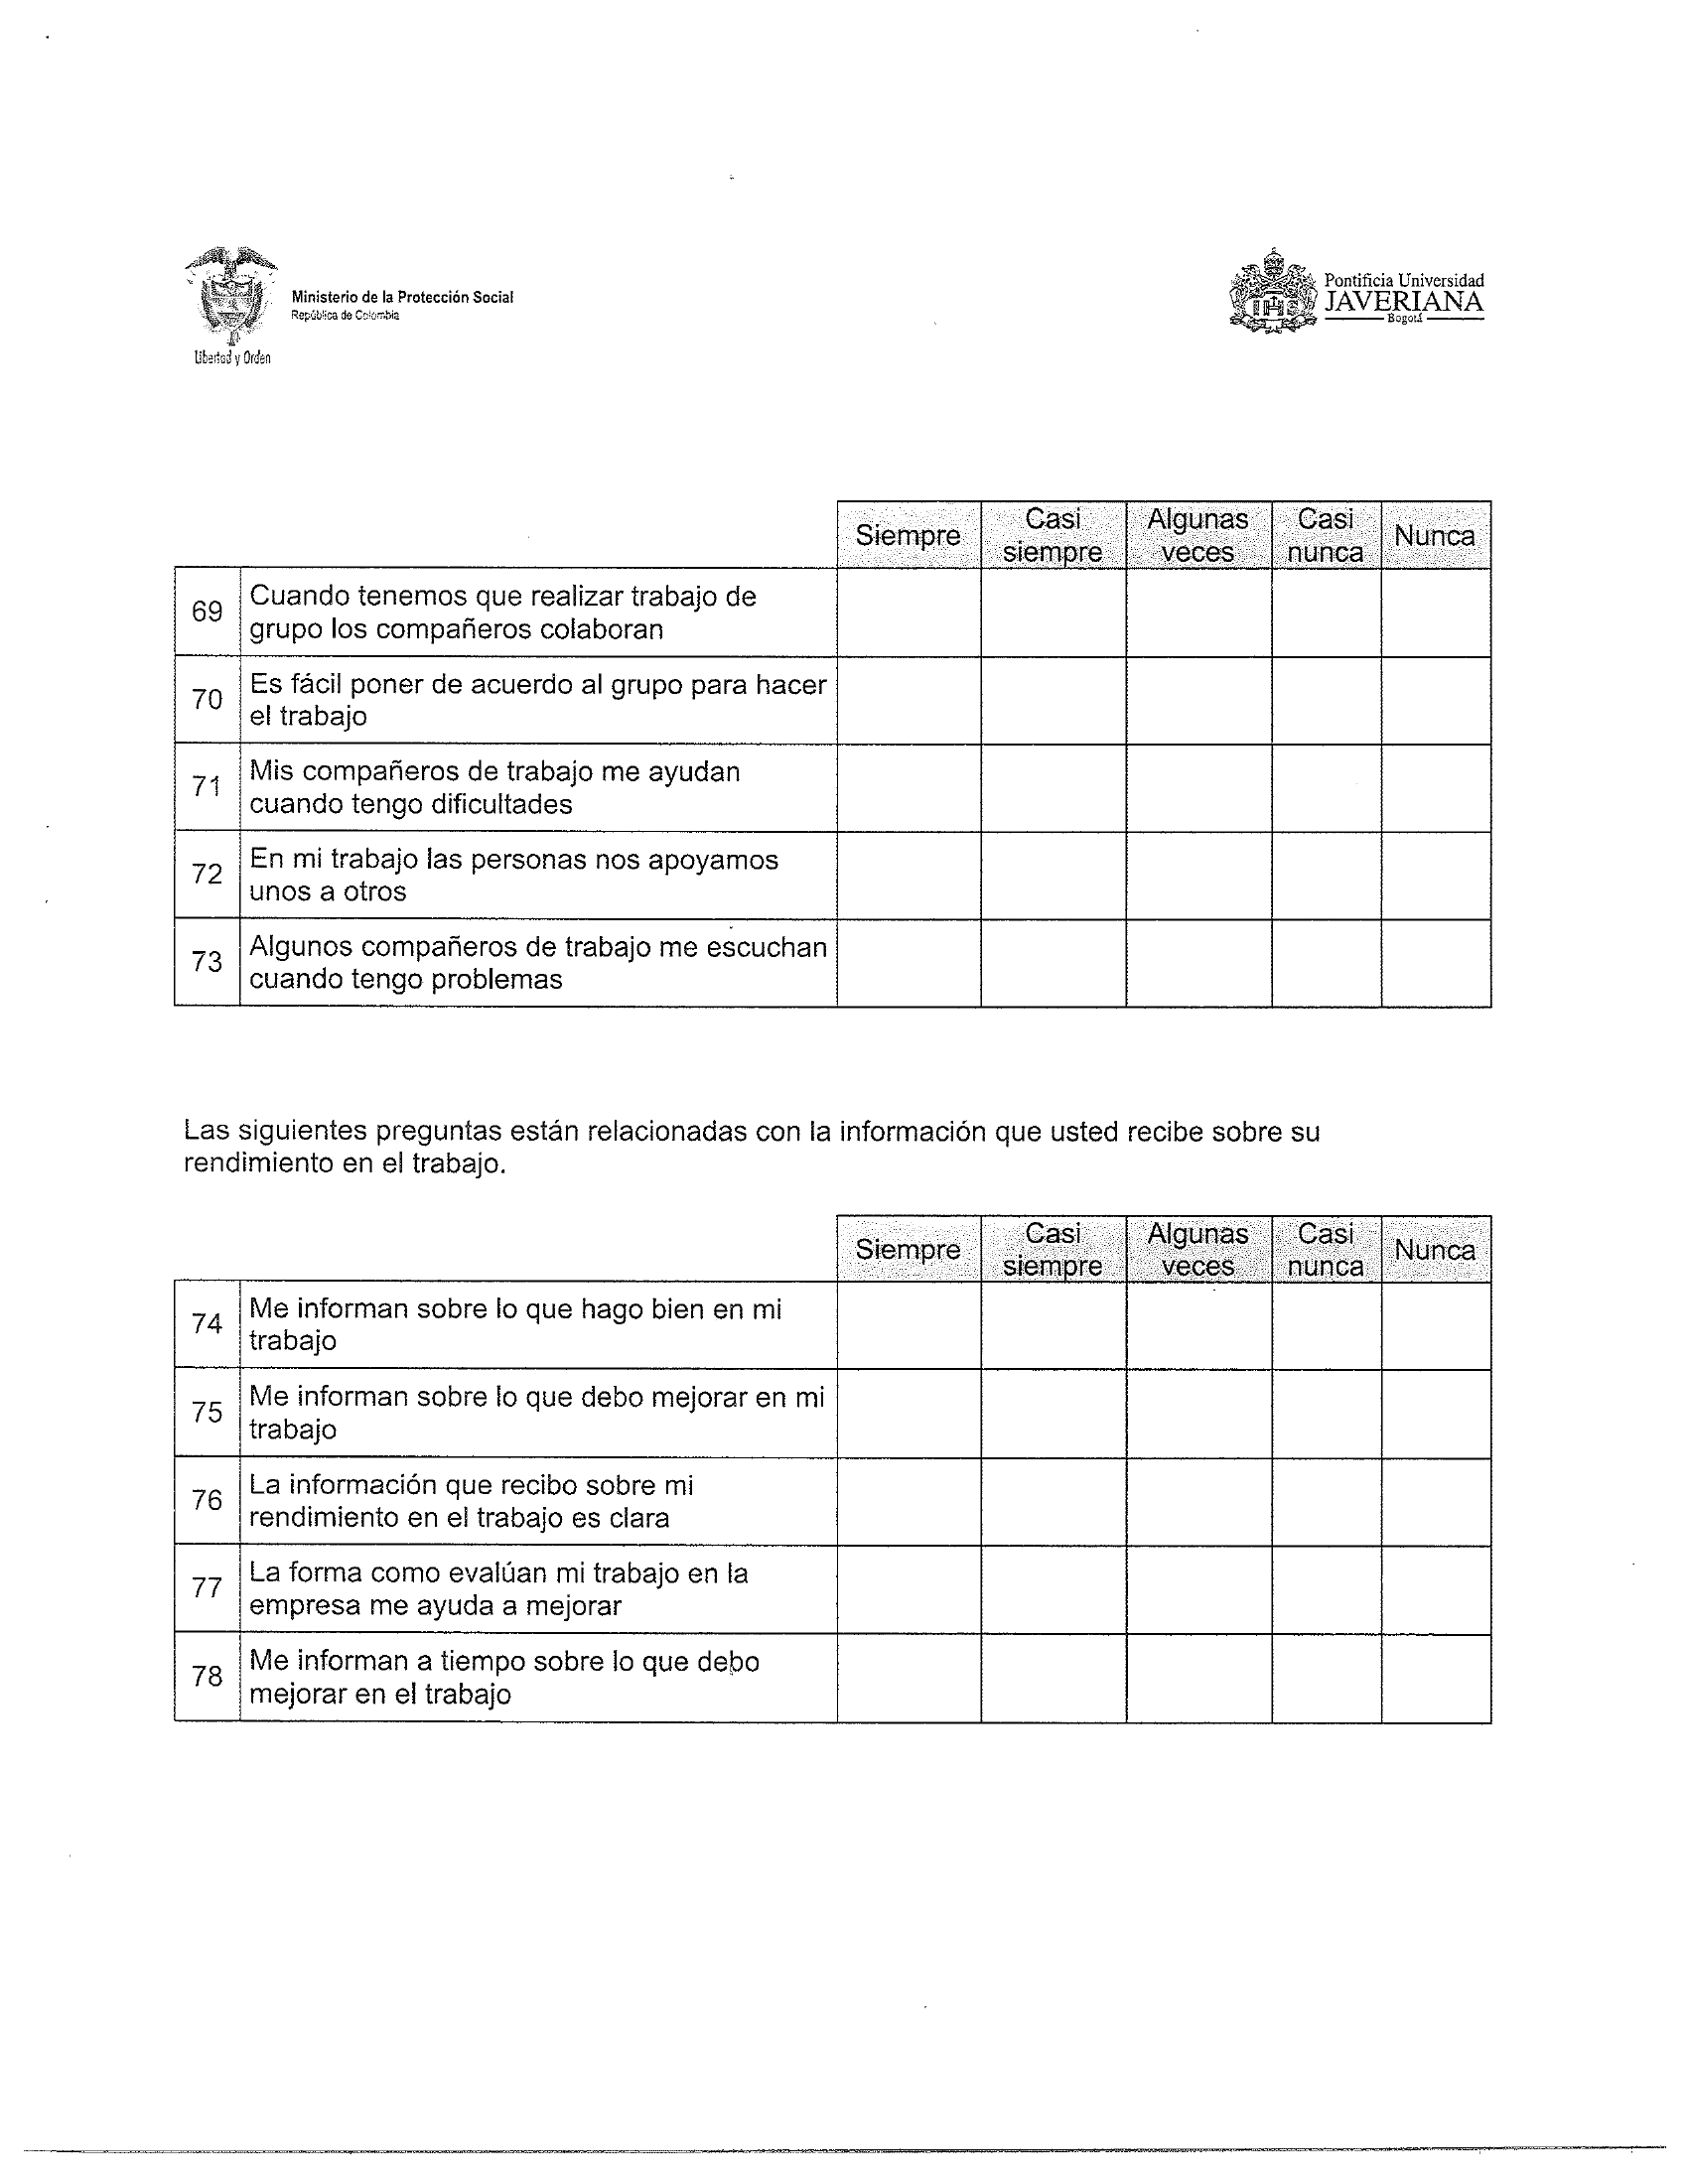 Ministerio de la Protección Social
República de Colombia
Libertad y Orden
Pontificia Universidad
JAVERIANA
Bogotá
Siempre Casi siempre Algunas veces Casi nunca Nunca
69 Cuando tenemos que realizar trabajo de
grupo los compañeros colaboran
70 Es fácil poner de acuerdo al grupo para hacer
el trabajo
71 Mis compañeros de trabajo me ayudan
cuando tengo dificultades
72 En mi trabajo las personas nos apoyamos
unos a otros
73 Algunos compañeros de trabajo me escuchan
cuando tengo problemas
Las siguientes preguntas están relacionadas con la información que usted recibe sobre su
rendimiento en el trabajo.
Siempre Casi siempre Algunas veces Casi nunca Nunca
74 Me informan sobre lo que hago bien en mi
trabajo
75 Me informan sobre lo que debo mejorar en mi
trabajo
76 La información que recibo sobre mi
rendimiento en el trabajo es clara
77 La forma como evalúan mi trabajo en la
empresa me ayuda a mejorar
78 Me informan a tiempo sobre lo que debo
mejorar en el trabajo